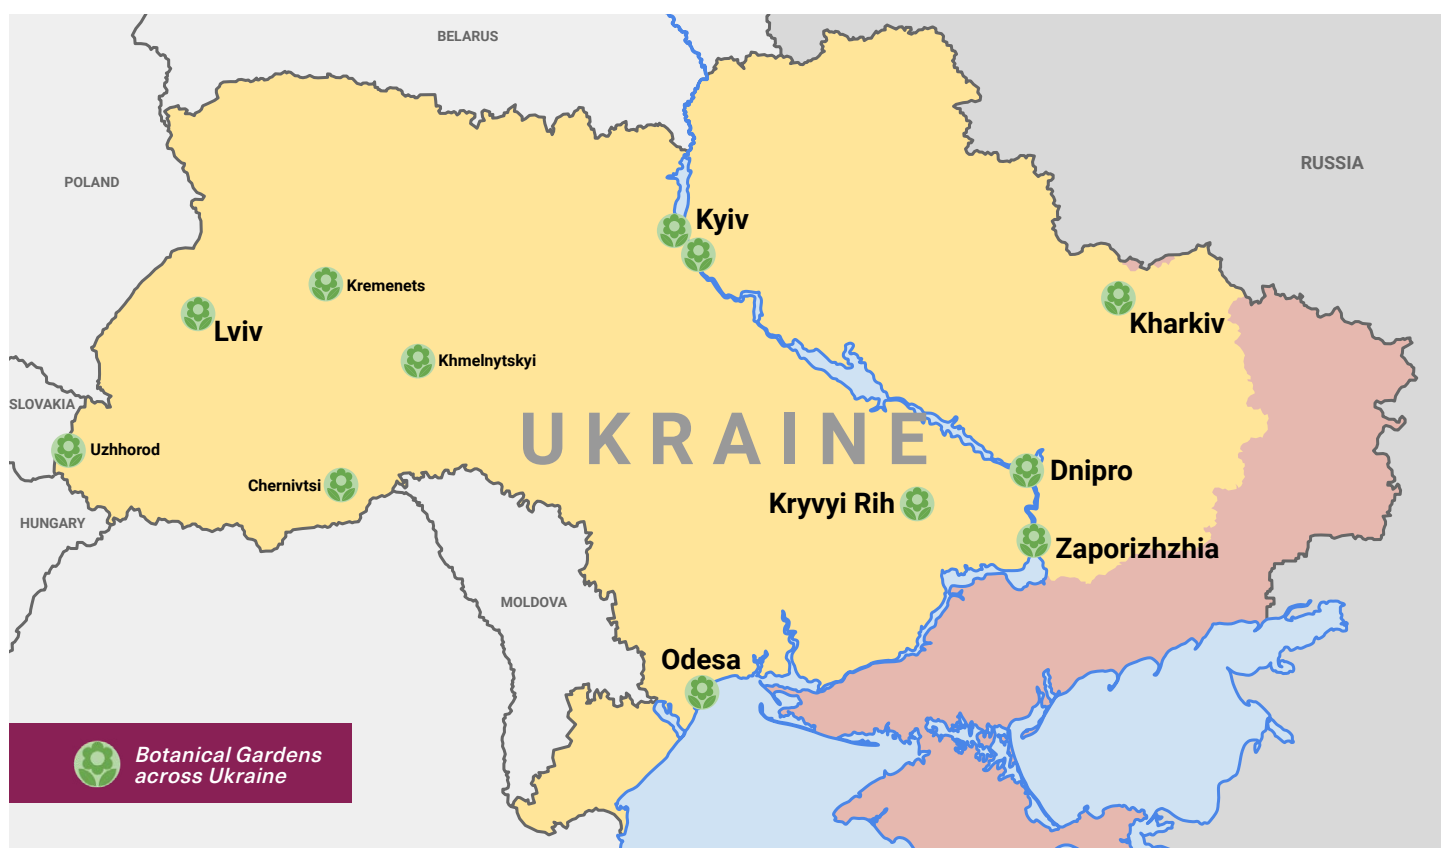 BELARUS
RUSSIA
POLAND
Kyiv
Kremenets
Lviv
Kharkiv
Khmelnytskyi
SLOVAKIA
UKRAINE
Uzhhorod
Dnipro
Chernivtsi
Kryvyi Rih
HUNGARY
Zaporizhzhia
MOLDOVA
Odesa
Botanical Gardens
across Ukraine